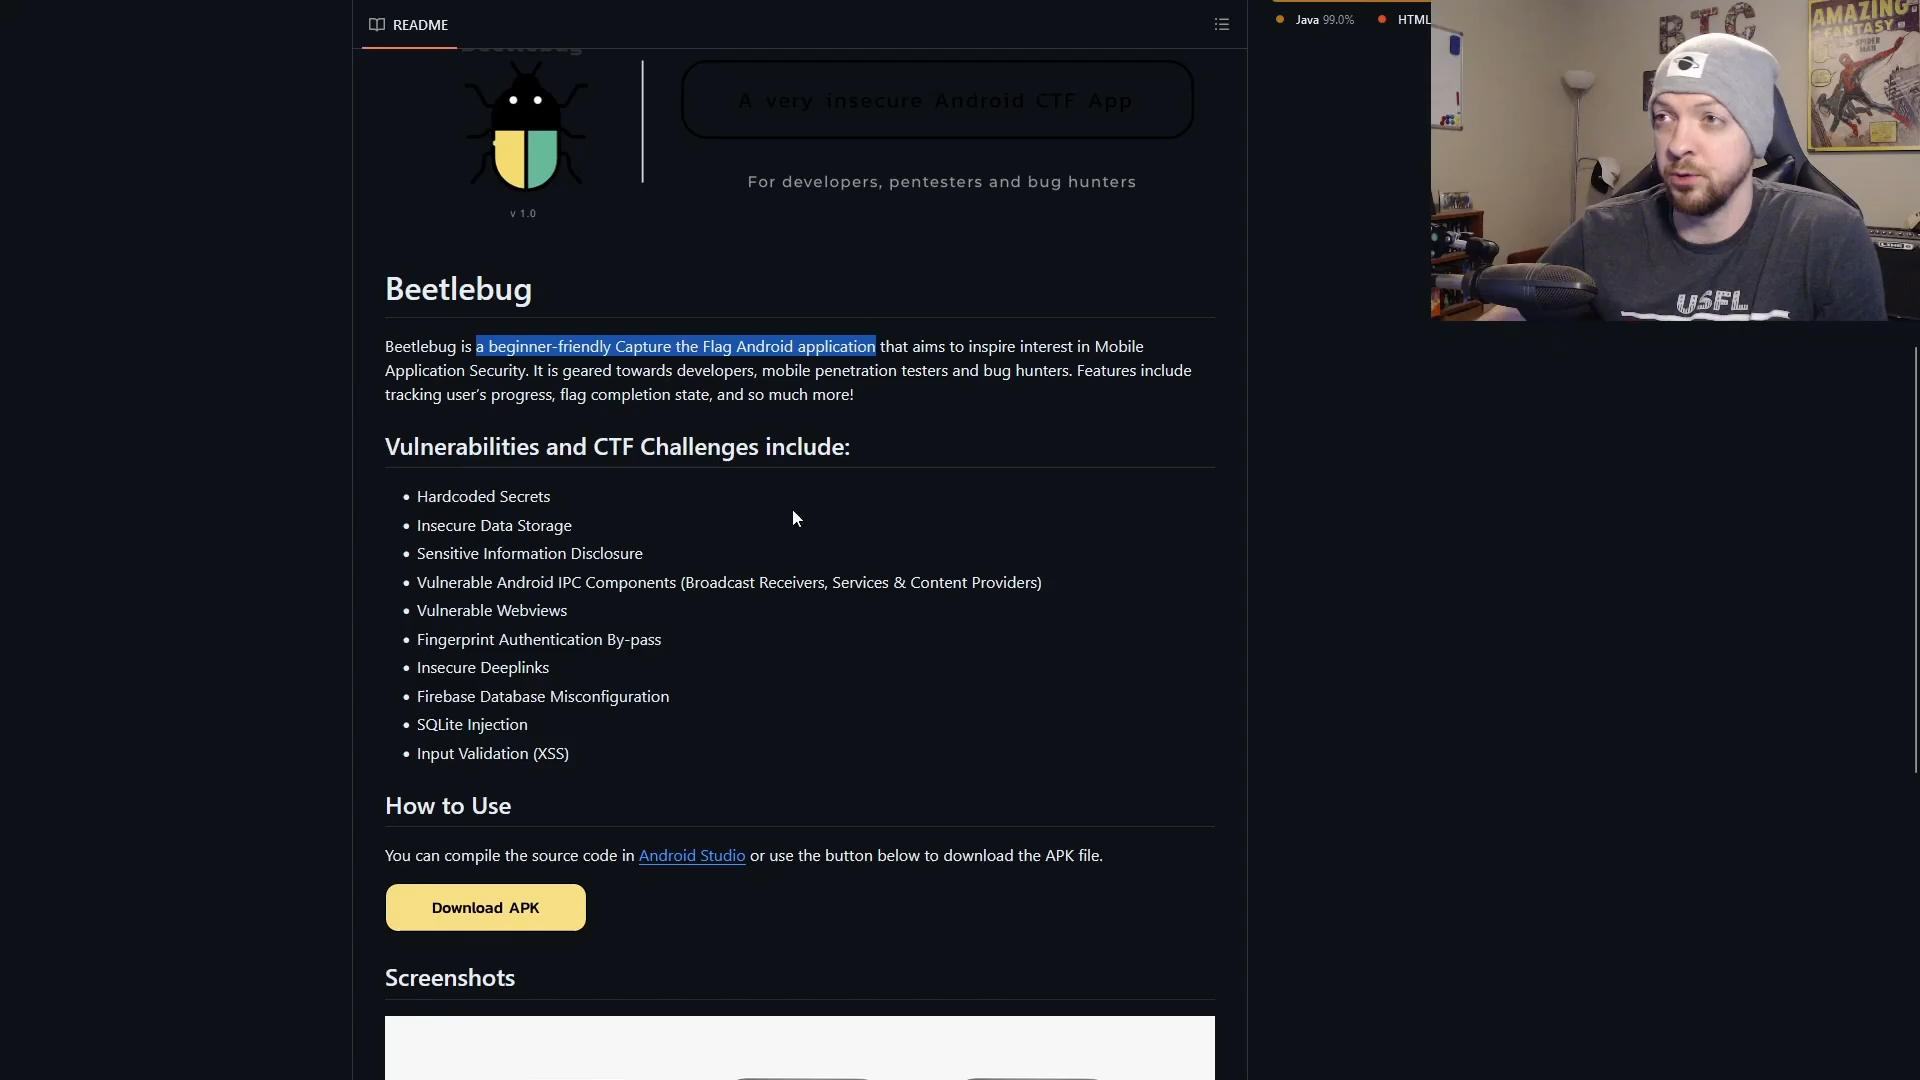 README
Java 99.0% HTML
Beetlebug
A very insecure Android CTF App
For developers, pentesters and bug hunters
v 1.0
BTC
AMAZING
FANTASY
SPIDER
MAN
LINE 6
USFL
Beetlebug
Beetlebug is a beginner-friendly Capture the Flag Android application that aims to inspire interest in Mobile
Application Security. It is geared towards developers, mobile penetration testers and bug hunters. Features include
tracking user's progress, flag completion state, and so much more!
Vulnerabilities and CTF Challenges include:
• Hardcoded Secrets
• Insecure Data Storage
• Sensitive Information Disclosure
• Vulnerable Android IPC Components (Broadcast Receivers, Services & Content Providers)
• Vulnerable Webviews
• Fingerprint Authentication By-pass
• Insecure Deeplinks
• Firebase Database Misconfiguration
• SQLite Injection
• Input Validation (XSS)
How to Use
You can compile the source code in Android Studio or use the button below to download the APK file.
Download APK
Screenshots